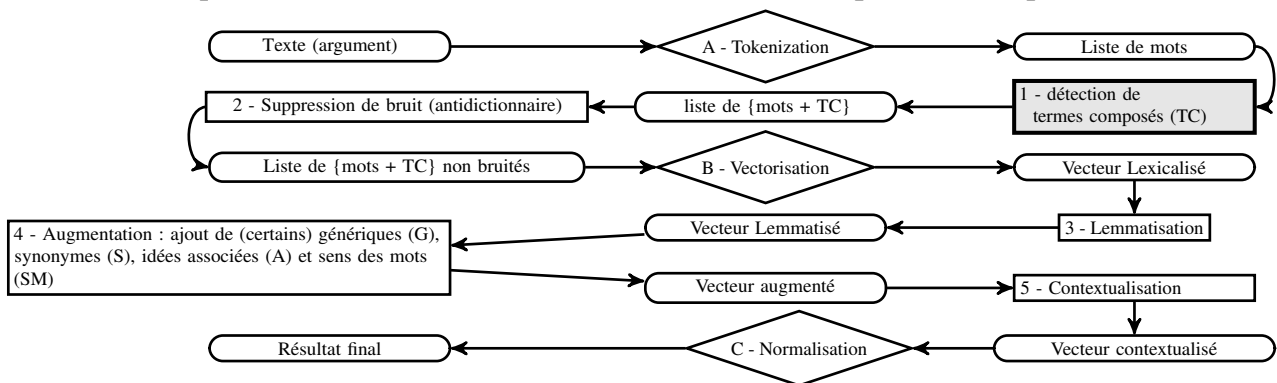 Texte (argument)
A - Tokenization
Liste de mots
1 - détection de
termes composés (TC)
liste de {mots + TC}
2 - Suppression de bruit (antidictionnaire)
Liste de {mots + TC} non bruités
B - Vectorisation
Vecteur Lexicalisé
3 - Lemmatisation
Vecteur Lemmatisé
4 - Augmentation : ajout de (certains) génériques (G),
synonymes (S), idées associées (A) et sens des mots
(SM)
Vecteur augmenté
5 - Contextualisation
Vecteur contextualisé
C - Normalisation
Résultat final